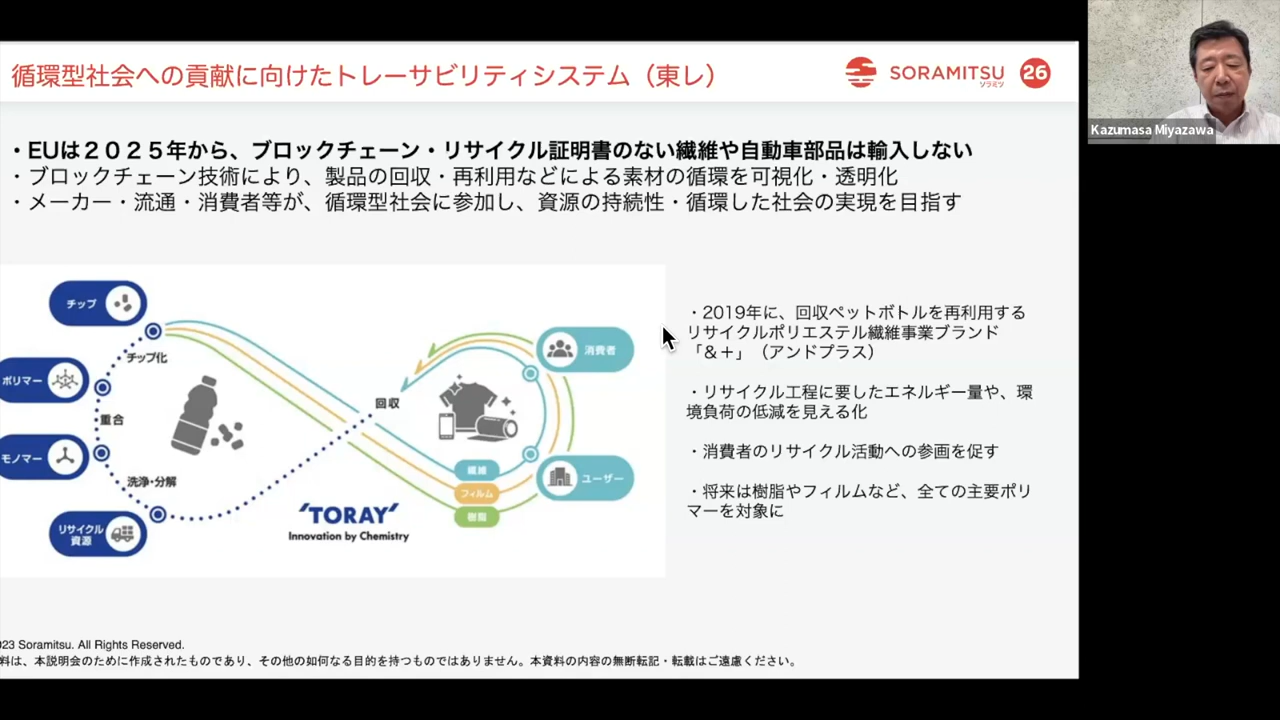 循環型社会への貢献に向けたトレーサビリティシステム（東レ）
SORAMITSU
ソラミツ
26
Kazumasa Miyazawa
・EUは２０２５年から、ブロックチェーン・リサイクル証明書のない繊維や自動車部品は輸入しない
・ブロックチェーン技術により、製品の回収・再利用などによる素材の循環を可視化・透明化
・メーカー・流通・消費者等が、循環型社会に参加し、資源の持続性・循環した社会の実現を目指す
チップ
チップ化
ポリマー
重合
モノマー
洗浄・分解
リサイクル
資源
回収
消費者
ユーザー
繊維
フィルム
樹脂
'TORAY'
Innovation by Chemistry
・2019年に、回収ペットボトルを再利用する
リサイクルポリエステル繊維事業ブランド
「＆＋」（アンドプラス）
・リサイクル工程に要したエネルギー量や、環
境負荷の低減を見える化
・消費者のリサイクル活動への参画を促す
・将来は樹脂やフィルムなど、全ての主要ポリ
マーを対象に
023 Soramitsu. All Rights Reserved.
料は、本説明会のために作成されたものであり、その他の如何なる目的を持つものではありません。本資料の内容の無断転記・転載はご遠慮ください。